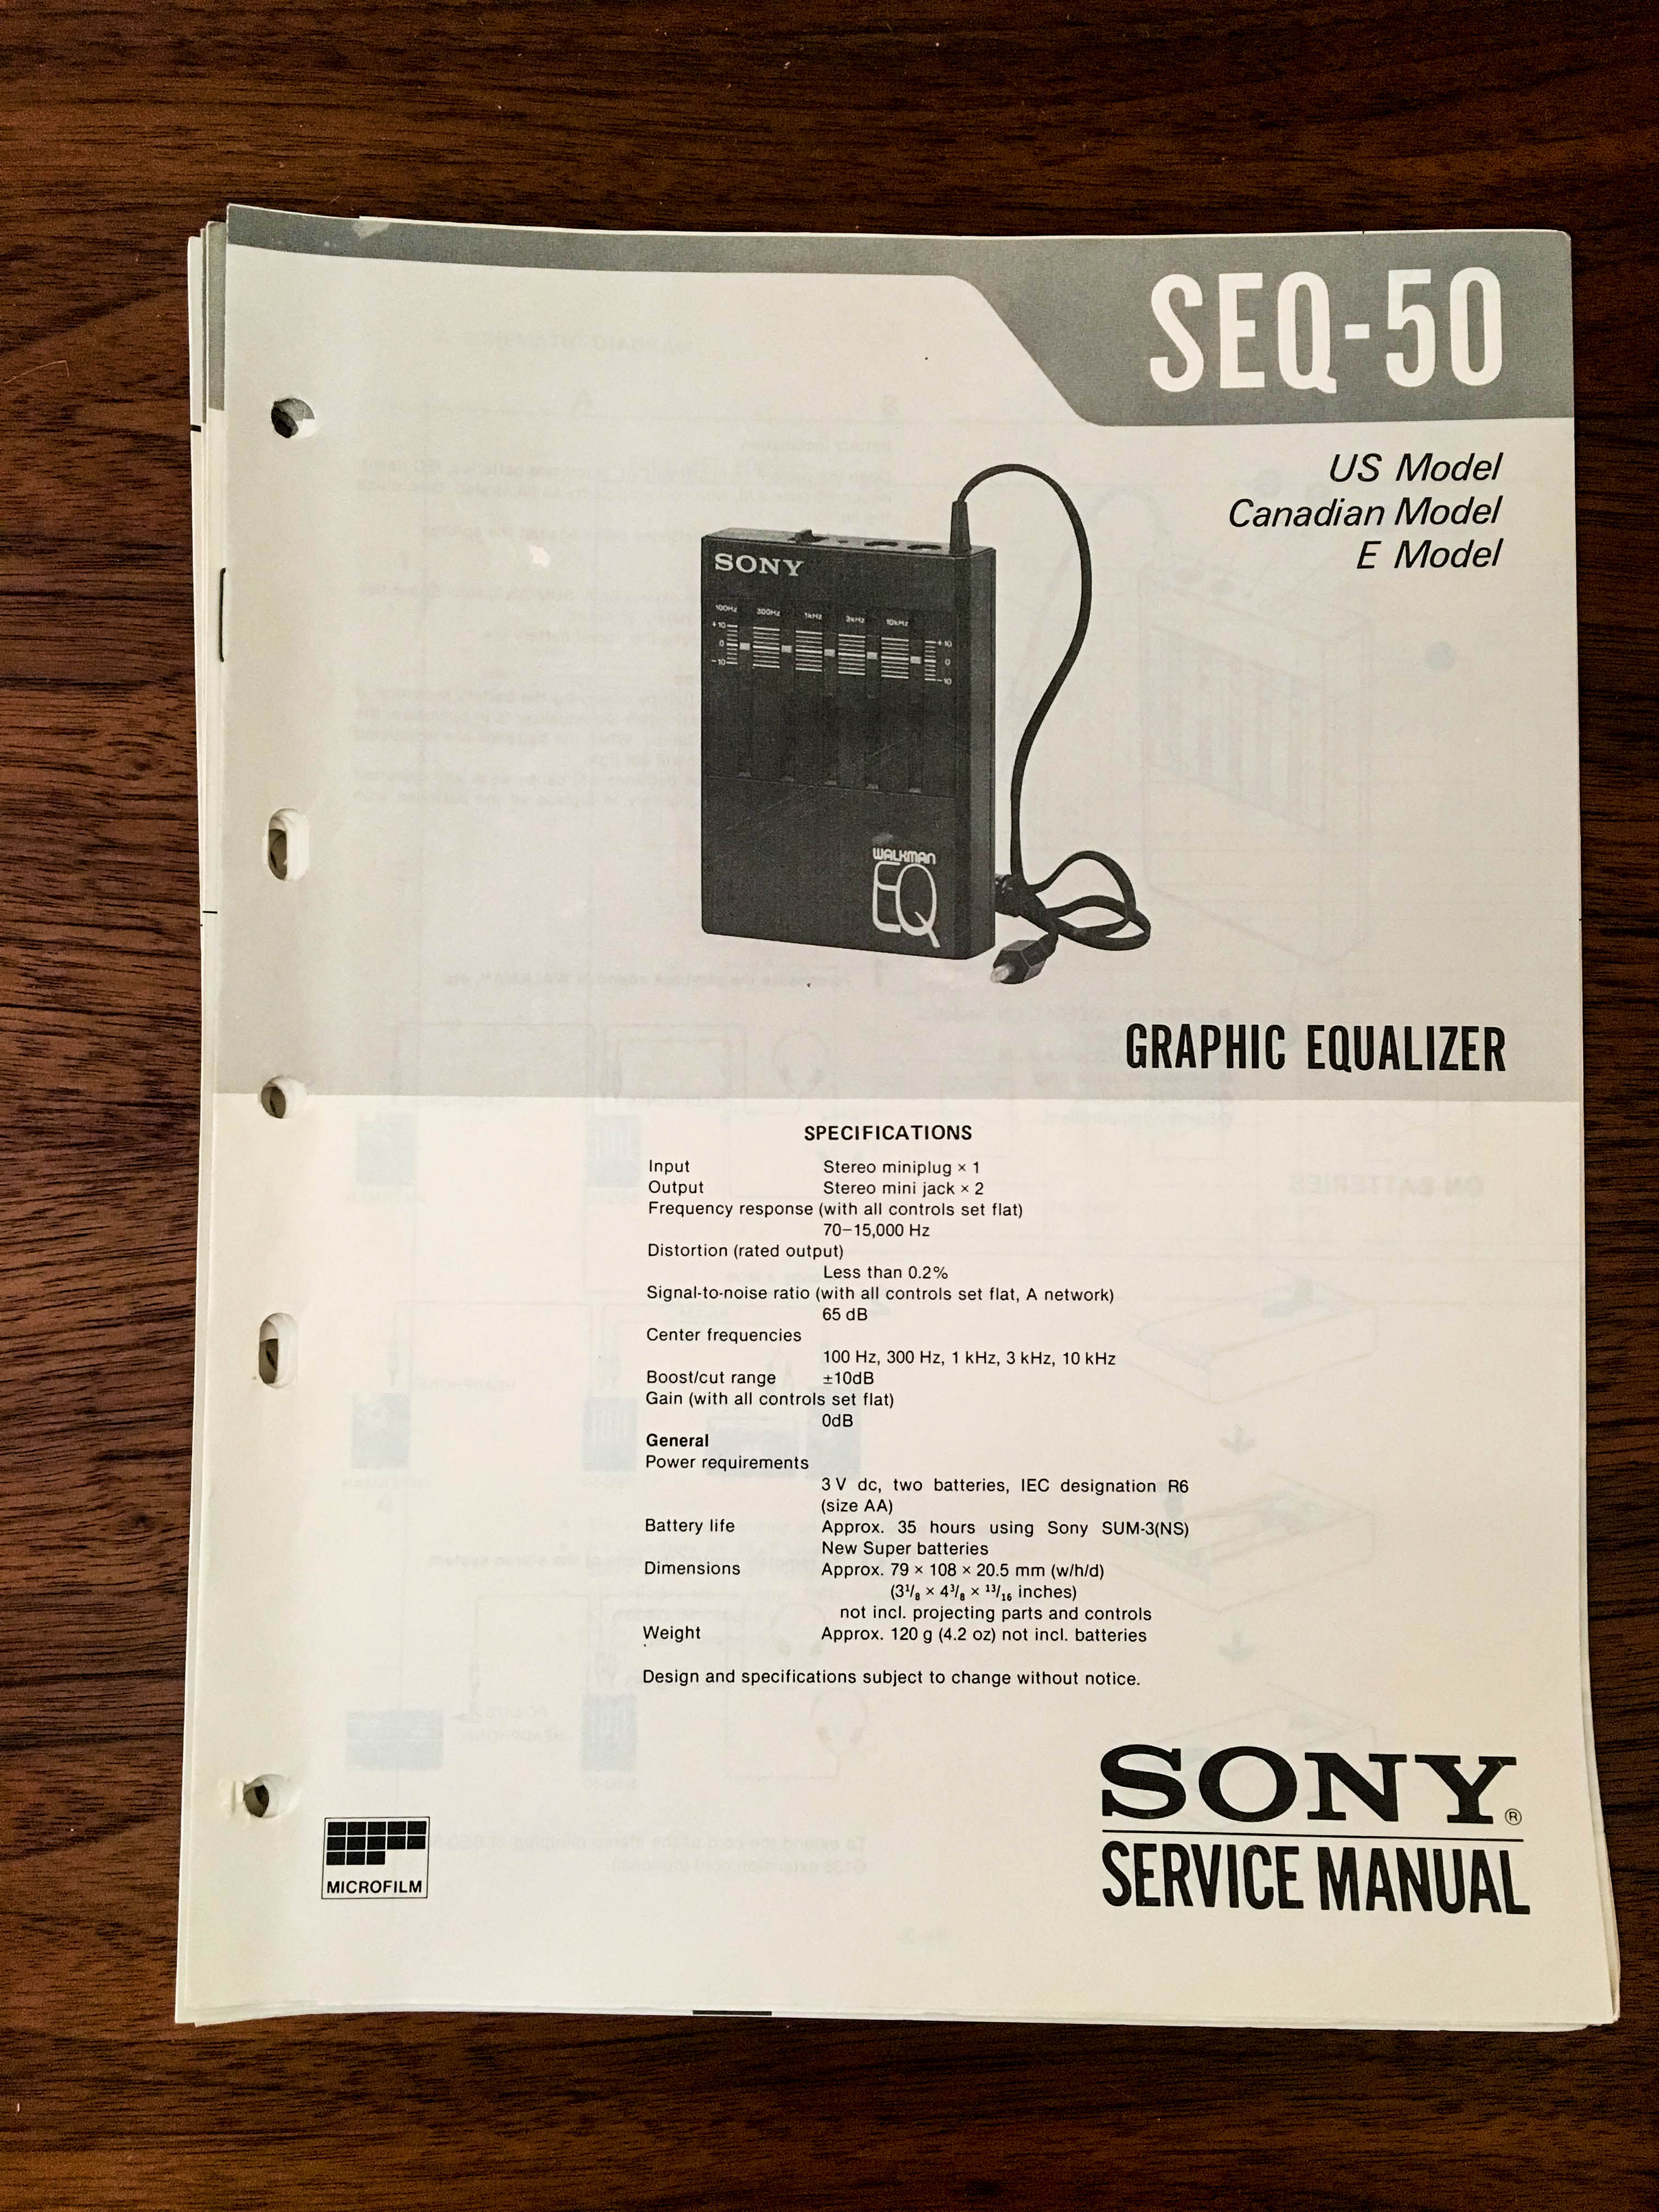 SEQ-50
US Model
Canadian Model
E Model
SONY
100Hz 300Hz 1kHz 3kHz 10kHz
+10 +10
0 0
-10 -10
WALKMAN
EQ
GRAPHIC EQUALIZER
SPECIFICATIONS
Input Stereo miniplug × 1
Output Stereo mini jack × 2
Frequency response (with all controls set flat)
70–15,000 Hz
Distortion (rated output)
Less than 0.2%
Signal-to-noise ratio (with all controls set flat, A network)
65 dB
Center frequencies
100 Hz, 300 Hz, 1 kHz, 3 kHz, 10 kHz
Boost/cut range ±10dB
Gain (with all controls set flat)
0dB
General
Power requirements
3 V dc, two batteries, IEC designation R6
(size AA)
Battery life Approx. 35 hours using Sony SUM-3(NS)
New Super batteries
Dimensions Approx. 79 × 108 × 20.5 mm (w/h/d)
(3 1/8 × 4 3/8 × 13/16 inches)
not incl. projecting parts and controls
Weight Approx. 120 g (4.2 oz) not incl. batteries
Design and specifications subject to change without notice.
SONY®
SERVICE MANUAL
MICROFILM